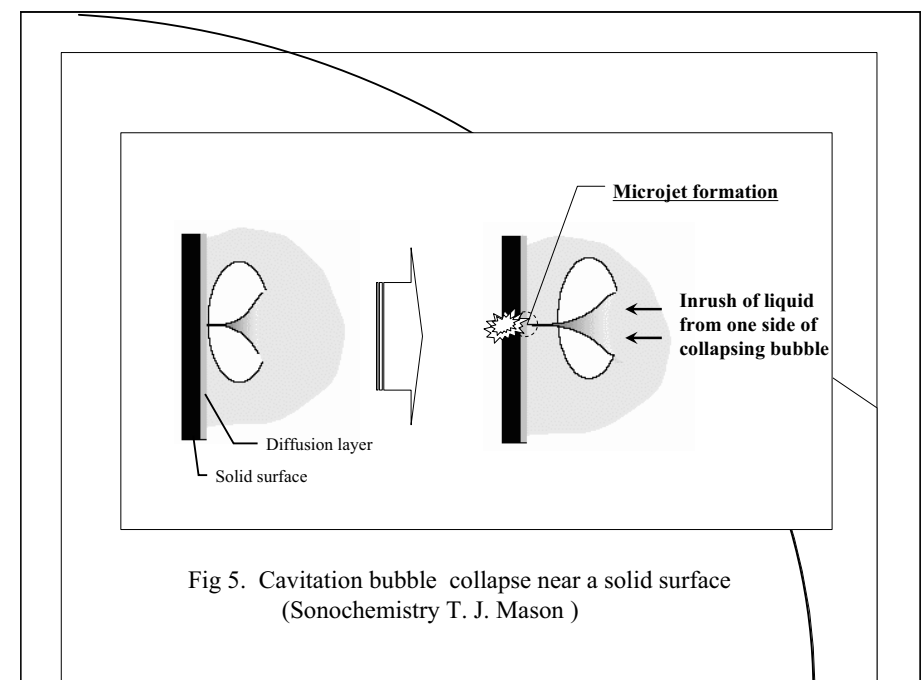 Microjet formation
Inrush of liquid
from one side of
collapsing bubble
Diffusion layer
Solid surface
Fig 5. Cavitation bubble collapse near a solid surface
(Sonochemistry T. J. Mason )